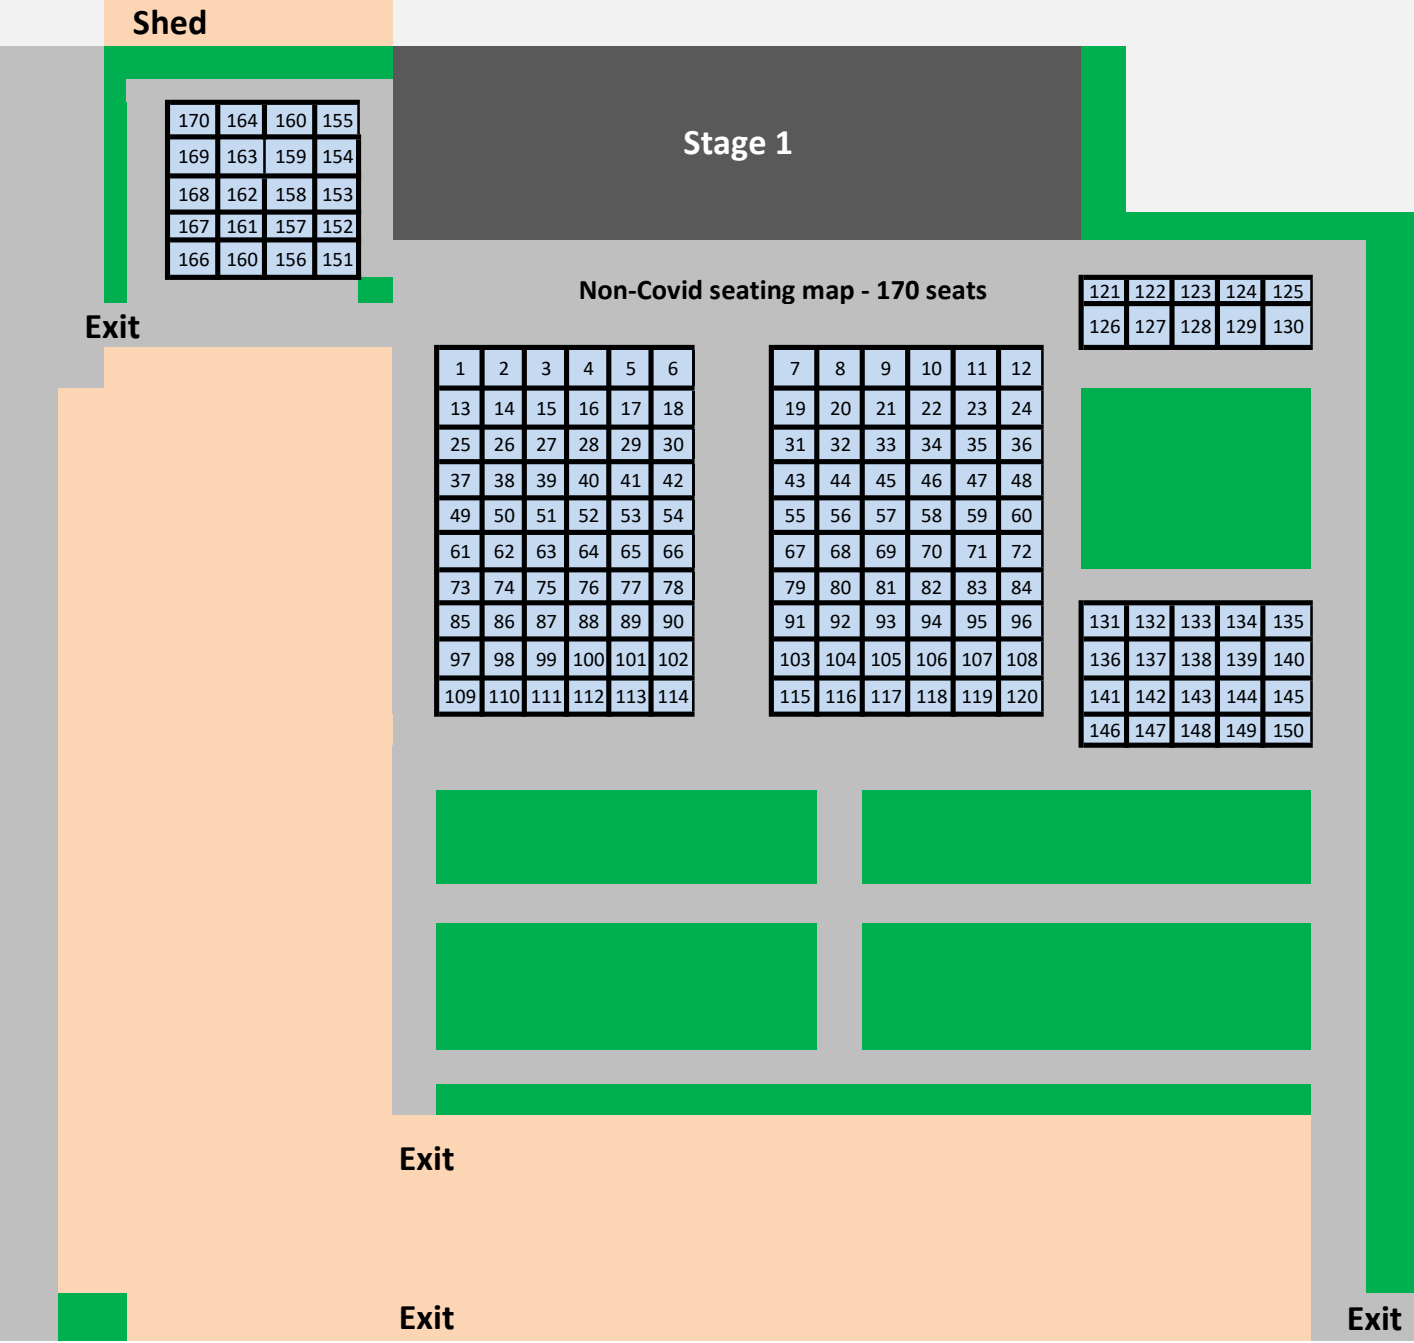 Shed
Stage 1
170 164 160 155
169 163 159 154
168 162 158 153
167 161 157 152
166 160 156 151
Non-Covid seating map - 170 seats
121 122 123 124 125
126 127 128 129 130
Exit
1 2 3 4 5 6 7 8 9 10 11 12
13 14 15 16 17 18 19 20 21 22 23 24
25 26 27 28 29 30 31 32 33 34 35 36
37 38 39 40 41 42 43 44 45 46 47 48
49 50 51 52 53 54 55 56 57 58 59 60
61 62 63 64 65 66 67 68 69 70 71 72
73 74 75 76 77 78 79 80 81 82 83 84
85 86 87 88 89 90 91 92 93 94 95 96
97 98 99 100 101 102 103 104 105 106 107 108
109 110 111 112 113 114 115 116 117 118 119 120
131 132 133 134 135
136 137 138 139 140
141 142 143 144 145
146 147 148 149 150
Exit
Exit
Exit